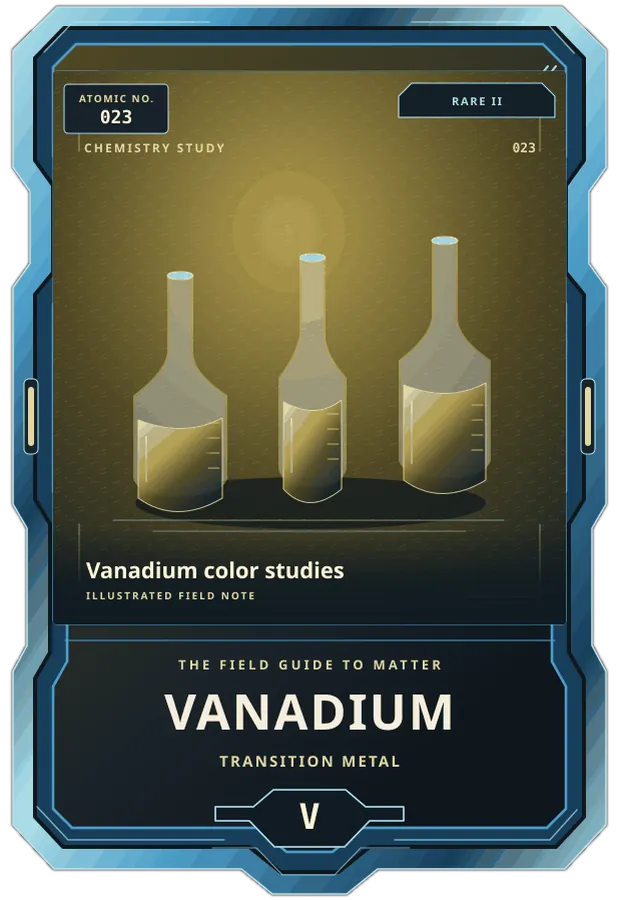 ATOMIC NO.
023
RARE II
CHEMISTRY STUDY
023
Vanadium color studies
ILLUSTRATED FIELD NOTE
THE FIELD GUIDE TO MATTER
VANADIUM
TRANSITION METAL
V